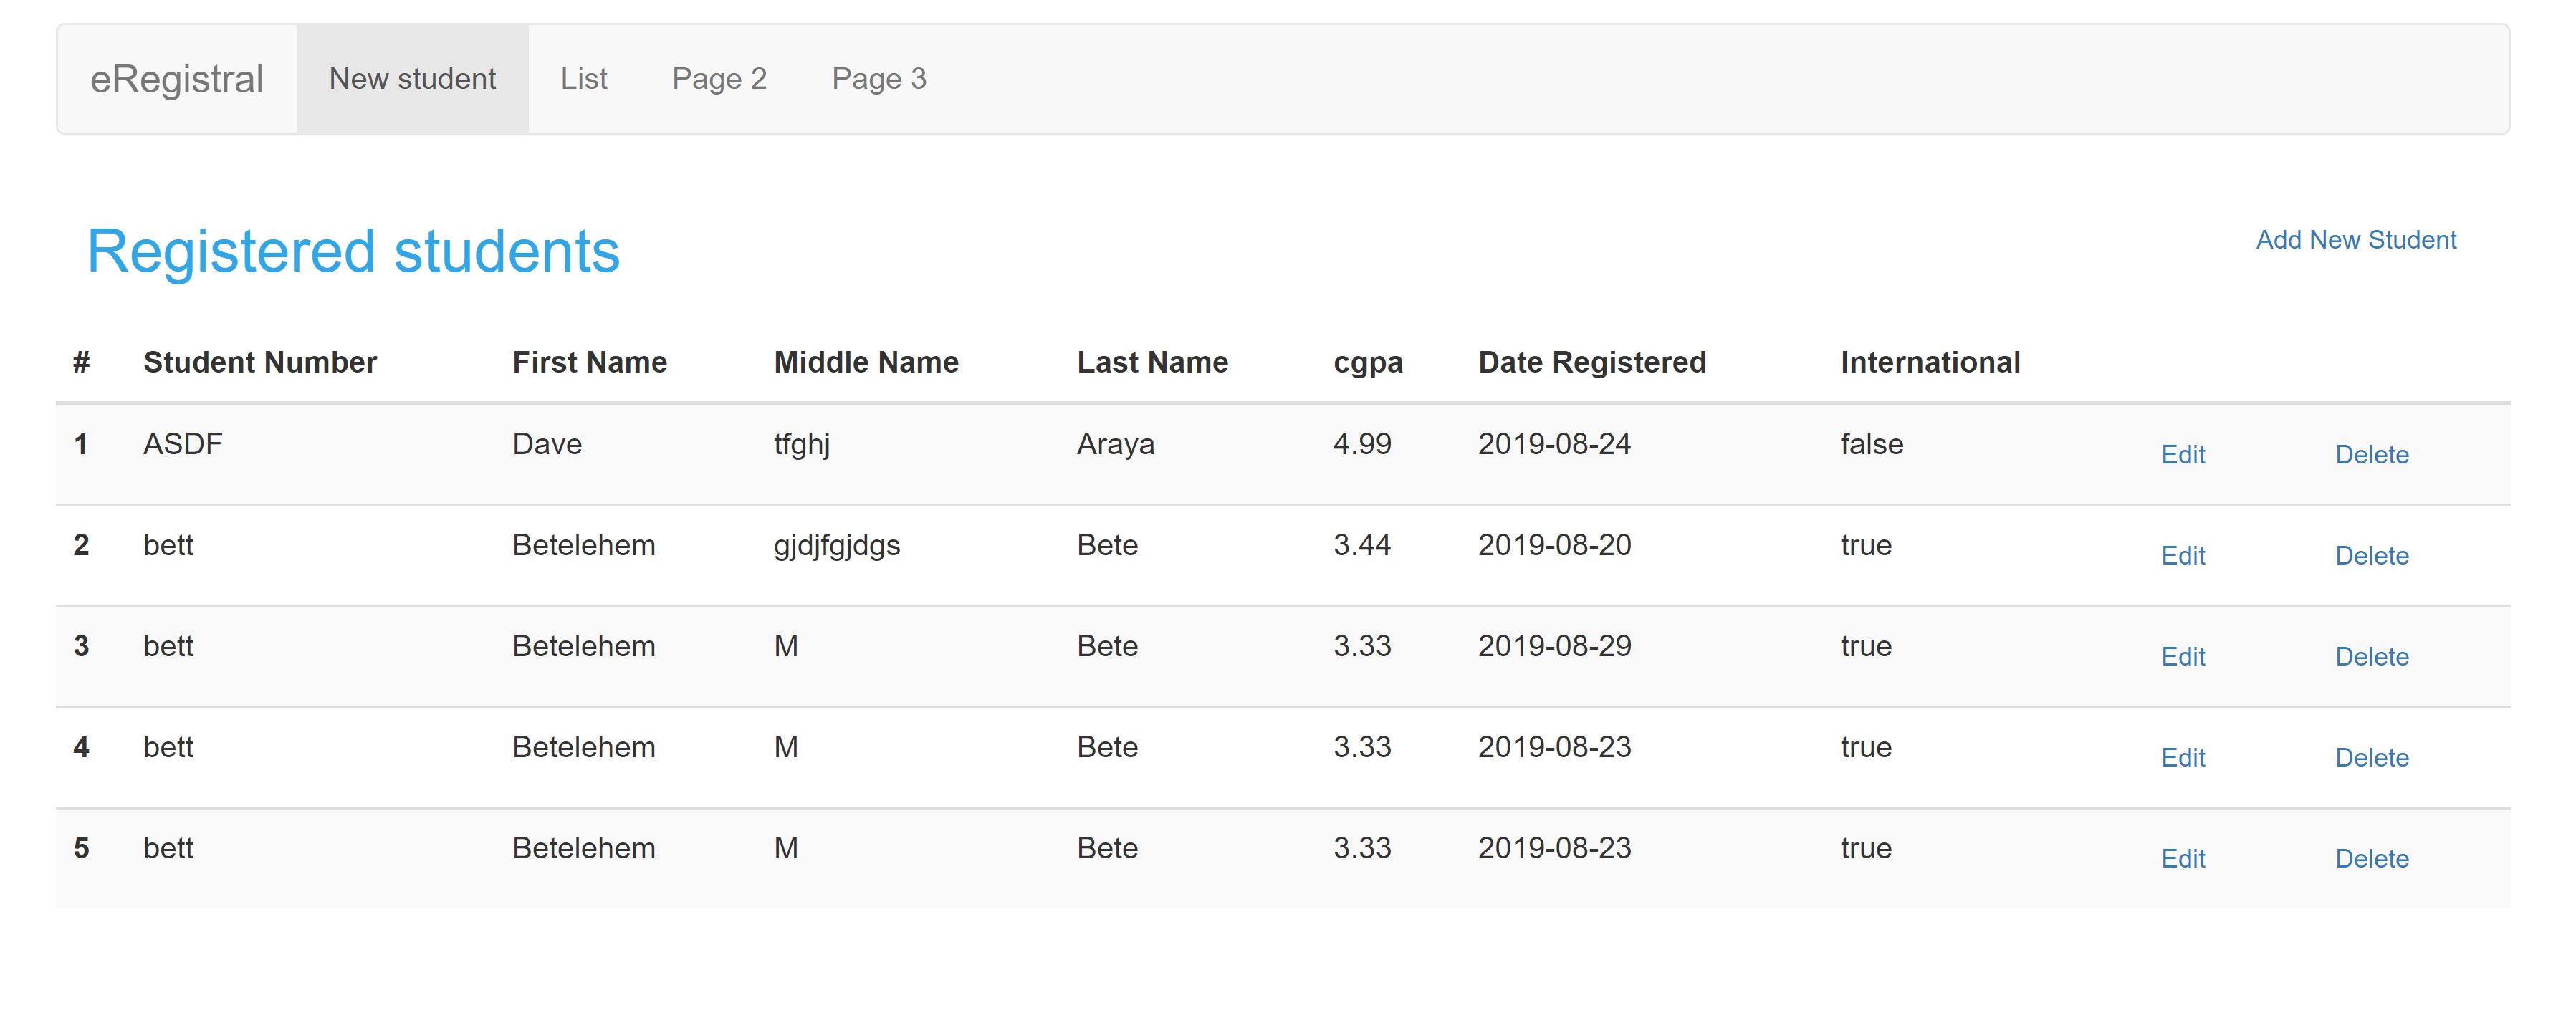 eRegistral New student List Page 2 Page 3
Registered students Add New Student
# Student Number First Name Middle Name Last Name cgpa Date Registered International
1 ASDF Dave tfghj Araya 4.99 2019-08-24 false Edit Delete
2 bett Betelehem gjdjfgjdgs Bete 3.44 2019-08-20 true Edit Delete
3 bett Betelehem M Bete 3.33 2019-08-29 true Edit Delete
4 bett Betelehem M Bete 3.33 2019-08-23 true Edit Delete
5 bett Betelehem M Bete 3.33 2019-08-23 true Edit Delete